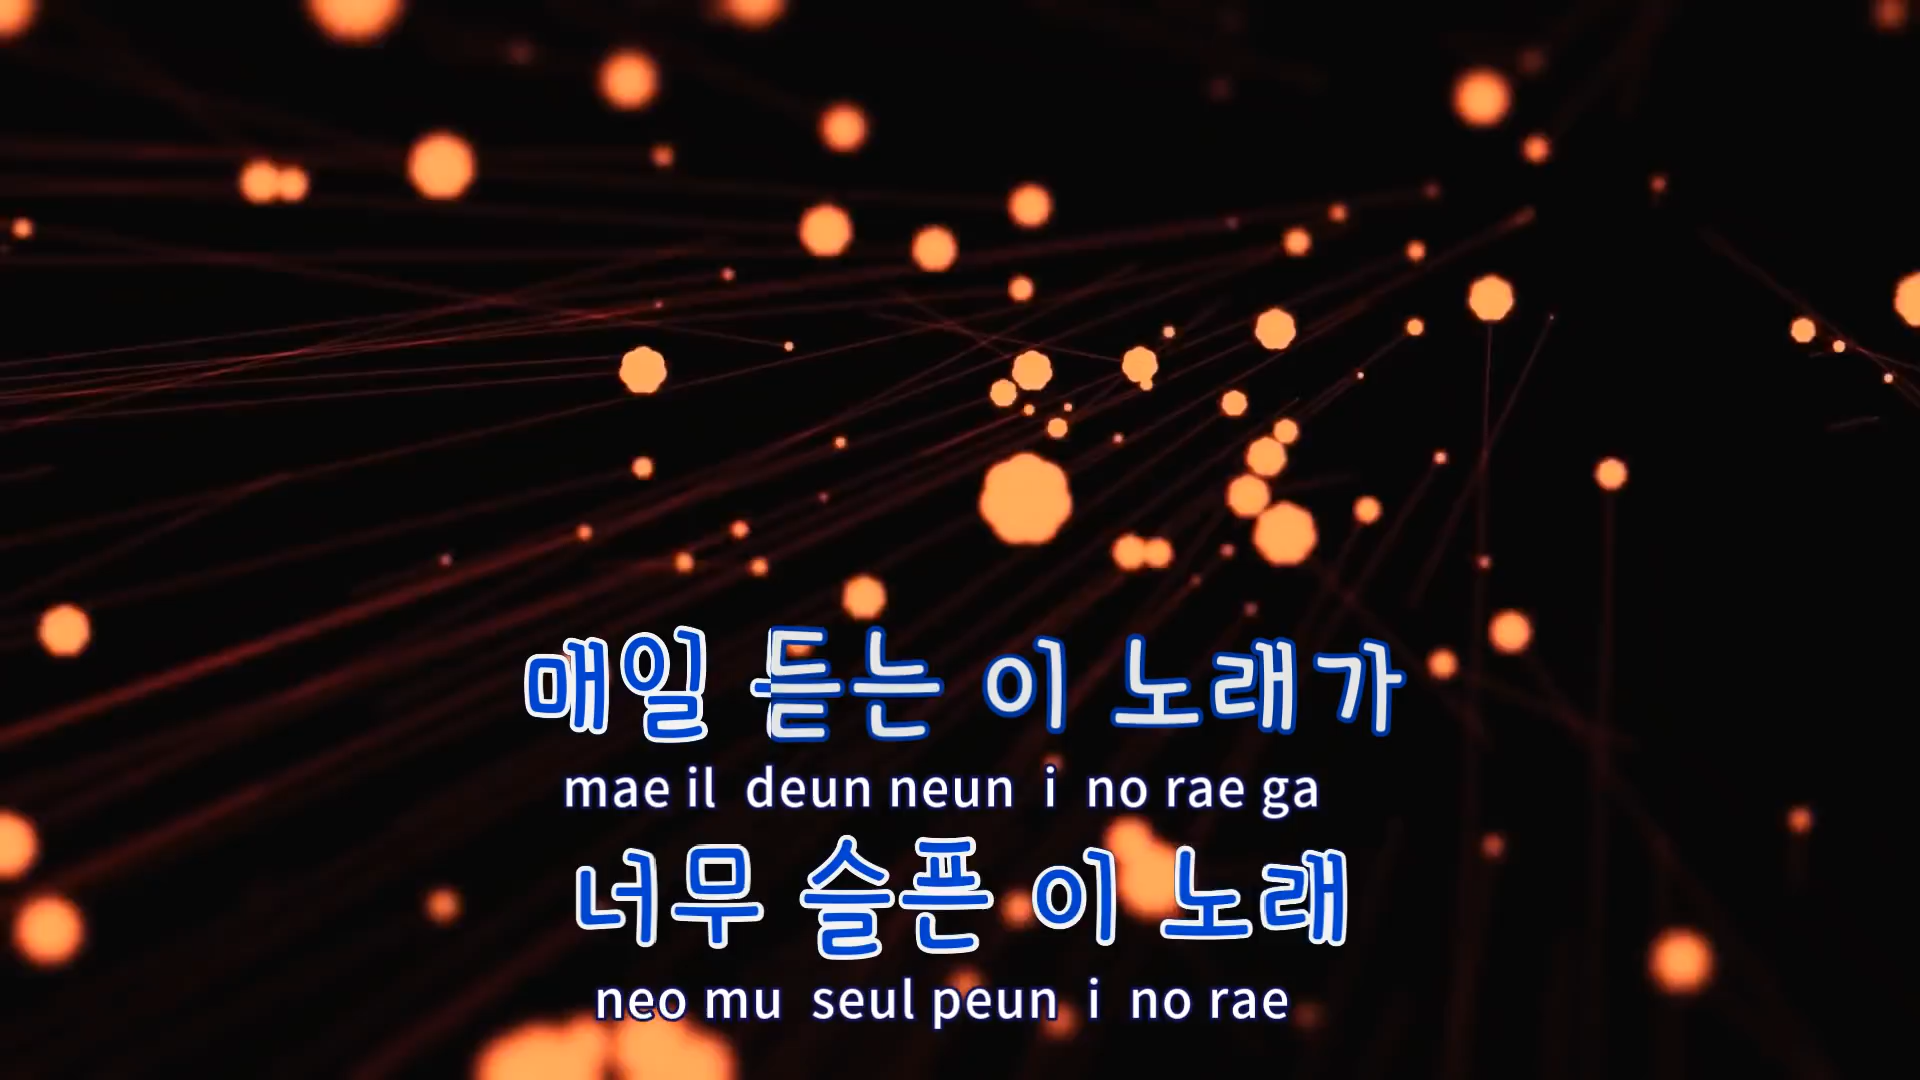 매일 듣는 이 노래가
mae il deun neun i no rae ga
너무 슬픈 이 노래
neo mu seul peun i no rae